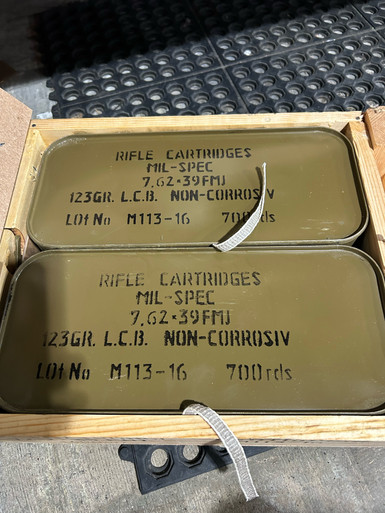 RIFLE CARTRIDGES
MIL-SPEC
7,62×39FMJ
123GR. L.C.B. NON-CORROSIV
LOt No M113-16 700rds
RIFLE CARTRIDGES
MIL-SPEC
7,62×39FMJ
123GR. L.C.B. NON-CORROSIV
LOt No M113-16 700rds